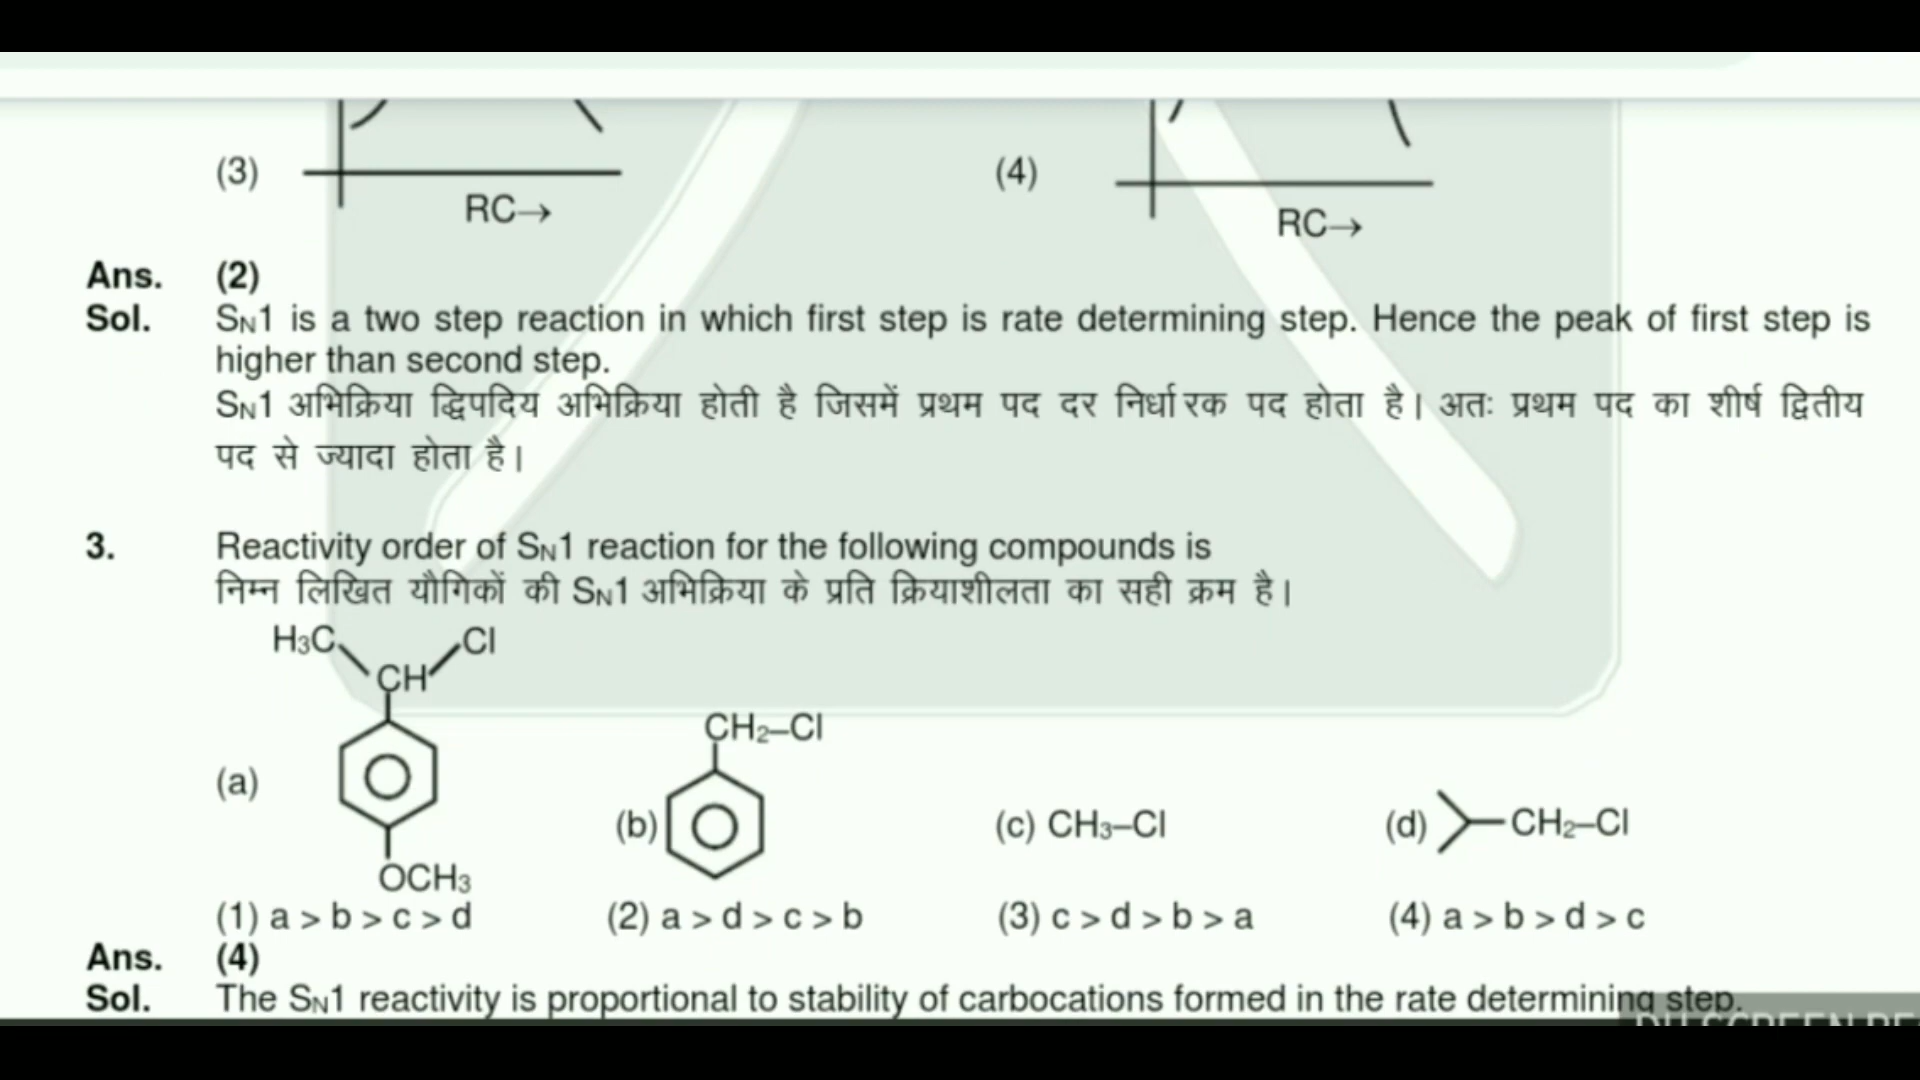 (3)
RC→
(4)
RC→
Ans. (2)
Sol. SN1 is a two step reaction in which first step is rate determining step. Hence the peak of first step is
higher than second step.
SN1 अभिक्रिया द्विपदिय अभिक्रिया होती है जिसमें प्रथम पद दर निर्धारक पद होता है। अतः प्रथम पद का शीर्ष द्वितीय
पद से ज्यादा होता है।
3. Reactivity order of SN1 reaction for the following compounds is
निम्न लिखित यौगिकों की SN1 अभिक्रिया के प्रति क्रियाशीलता का सही क्रम है।
H3C Cl
CH
CH2–Cl
(a)
(b) (c) CH3–Cl (d) CH2–Cl
OCH3
(1) a > b > c > d (2) a > d > c > b (3) c > d > b > a (4) a > b > d > c
Ans. (4)
Sol. The SN1 reactivity is proportional to stability of carbocations formed in the rate determining step.